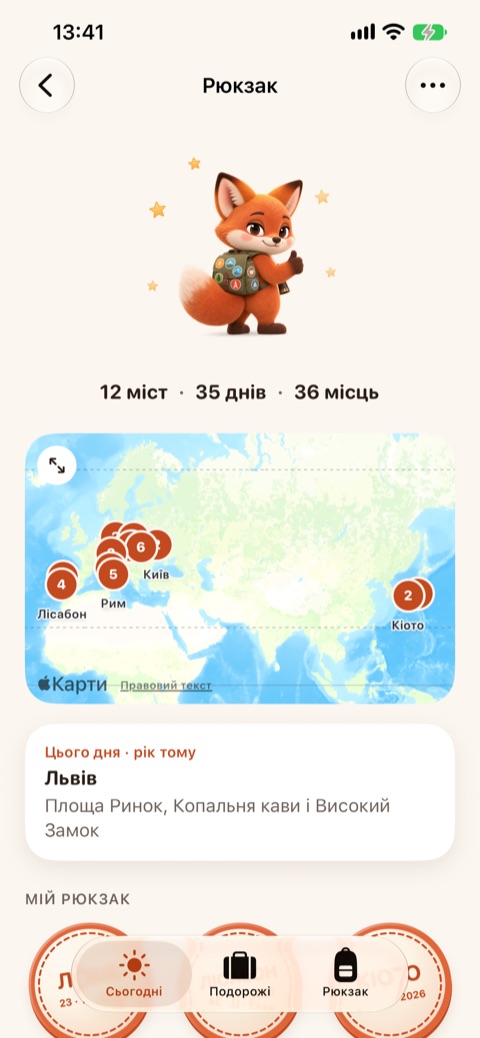 13:41
Рюкзак
12 міст · 35 днів · 36 місць
6
5
4
2
Київ
Рим
Лісабон
Кіото
Карти
Правовий текст
Цього дня · рік тому
Львів
Площа Ринок, Копальня кави і Високий
Замок
МІЙ РЮКЗАК
2026
Сьогодні
Подорожі
Рюкзак